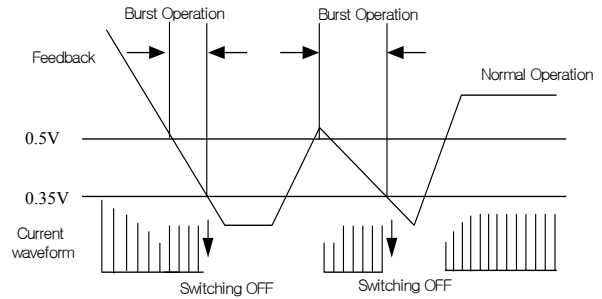 Burst Operation
Burst Operation
Feedback
Normal Operation
0.5V
0.35V
Current
waveform
Switching OFF
Switching OFF